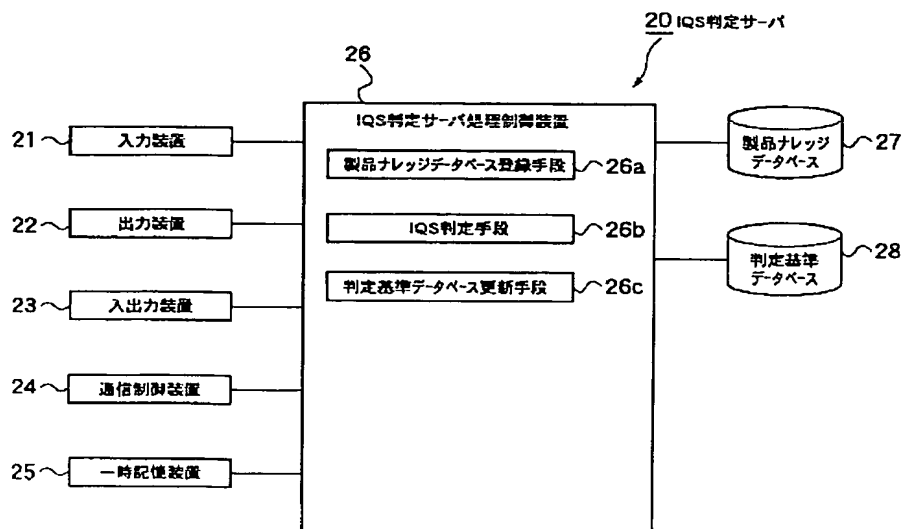 20 IQS判定サーバ
26
IQS判定サーバ処理制御装置
21 入力装置
製品ナレッジデータベース登録手段 26a
製品ナレッジ
データベース
27
22 出力装置
IQS判定手段 26b
判定基準
データベース
28
23 入出力装置
判定基準データベース更新手段 26c
24 通信制御装置
25 一時記憶装置